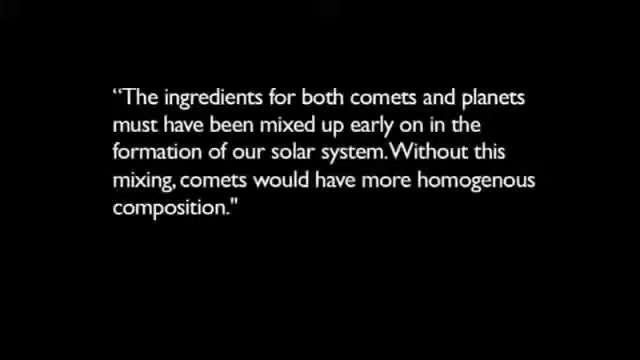 “The ingredients for both comets and planets
must have been mixed up early on in the
formation of our solar system. Without this
mixing, comets would have more homogenous
composition."